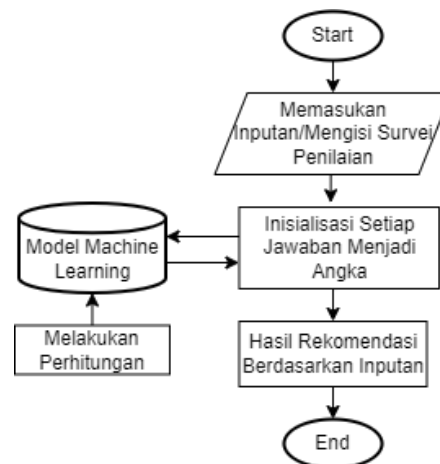 Start
Memasukan
Inputan/Mengisi Survei
Penilaian
Inisialisasi Setiap
Jawaban Menjadi
Angka
Model Machine
Learning
Melakukan
Perhitungan
Hasil Rekomendasi
Berdasarkan Inputan
End